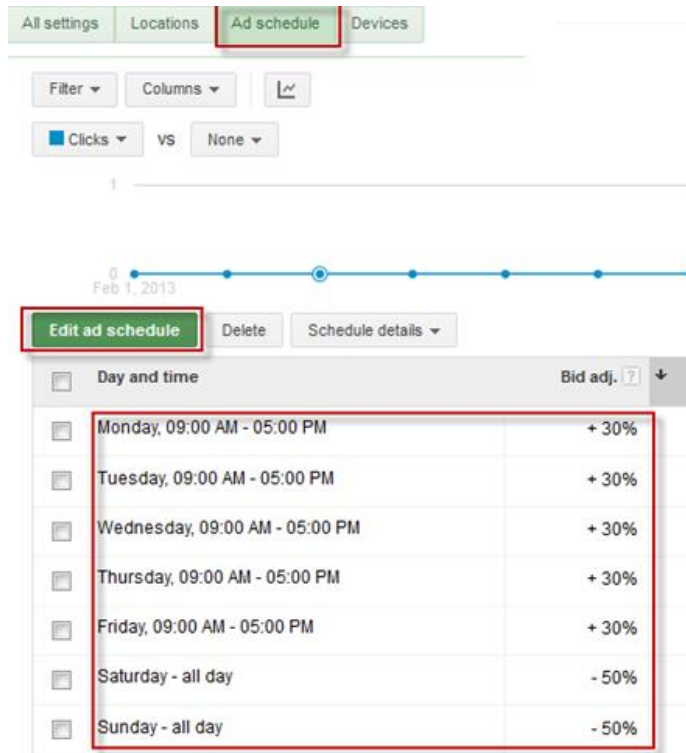 All settings Locations Ad schedule Devices
Filter Columns
Clicks VS None
1
0
Feb 1, 2013
Edit ad schedule Delete Schedule details
Day and time Bid adj. ?
Monday, 09:00 AM - 05:00 PM + 30%
Tuesday, 09:00 AM - 05:00 PM + 30%
Wednesday, 09:00 AM - 05:00 PM + 30%
Thursday, 09:00 AM - 05:00 PM + 30%
Friday, 09:00 AM - 05:00 PM + 30%
Saturday - all day - 50%
Sunday - all day - 50%